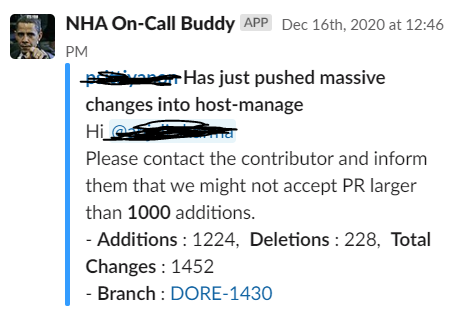 NHA On-Call Buddy APP Dec 16th, 2020 at 12:46
PM
Has just pushed massive
changes into host-manage
Hi
Please contact the contributor and inform
them that we might not accept PR larger
than 1000 additions.
- Additions : 1224, Deletions : 228, Total
Changes : 1452
- Branch : DORE-1430